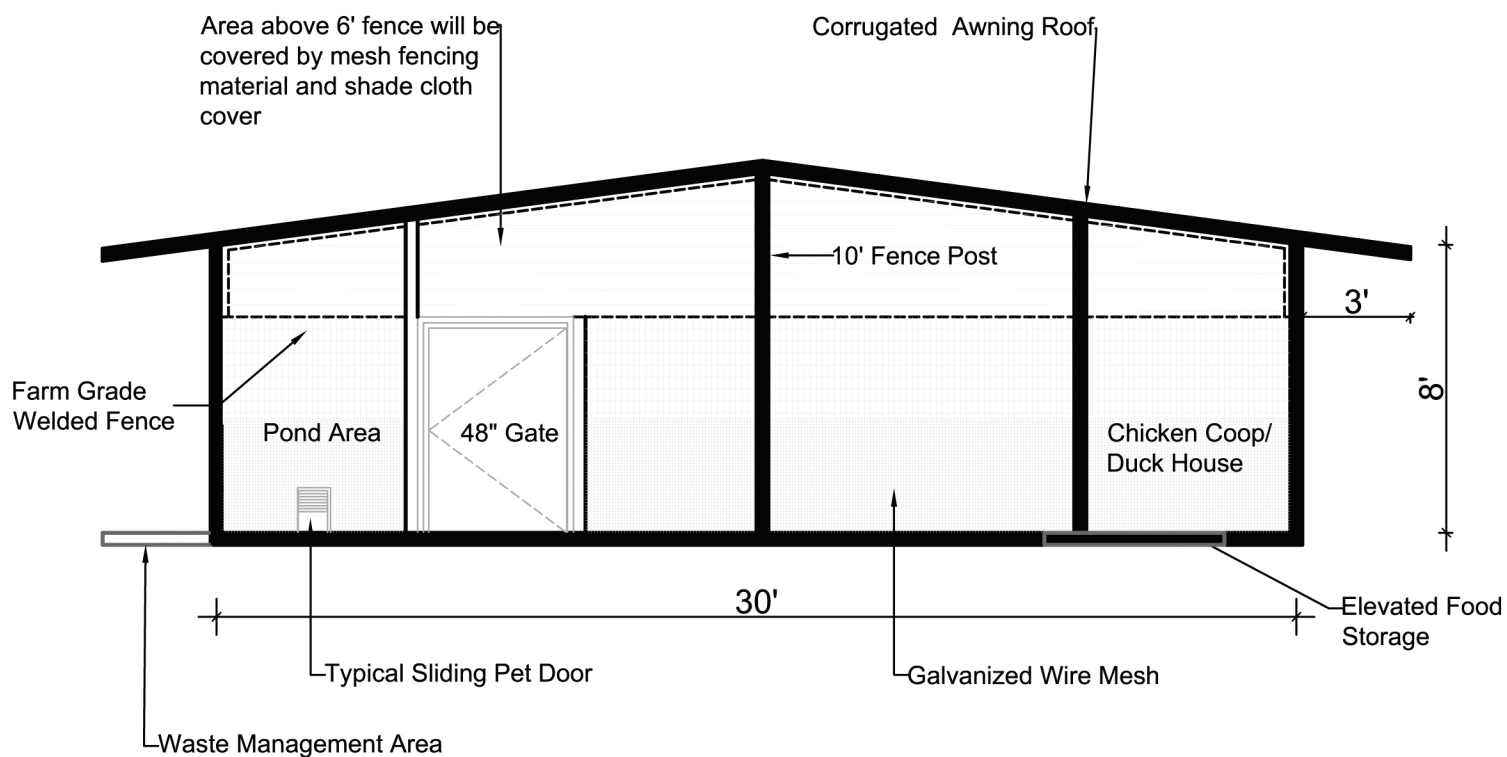 Area above 6' fence will be
covered by mesh fencing
material and shade cloth
cover
Corrugated Awning Roof
10' Fence Post
3'
8'
Farm Grade
Welded Fence
Pond Area
48" Gate
Chicken Coop/
Duck House
30'
Elevated Food
Storage
Typical Sliding Pet Door
Galvanized Wire Mesh
Waste Management Area